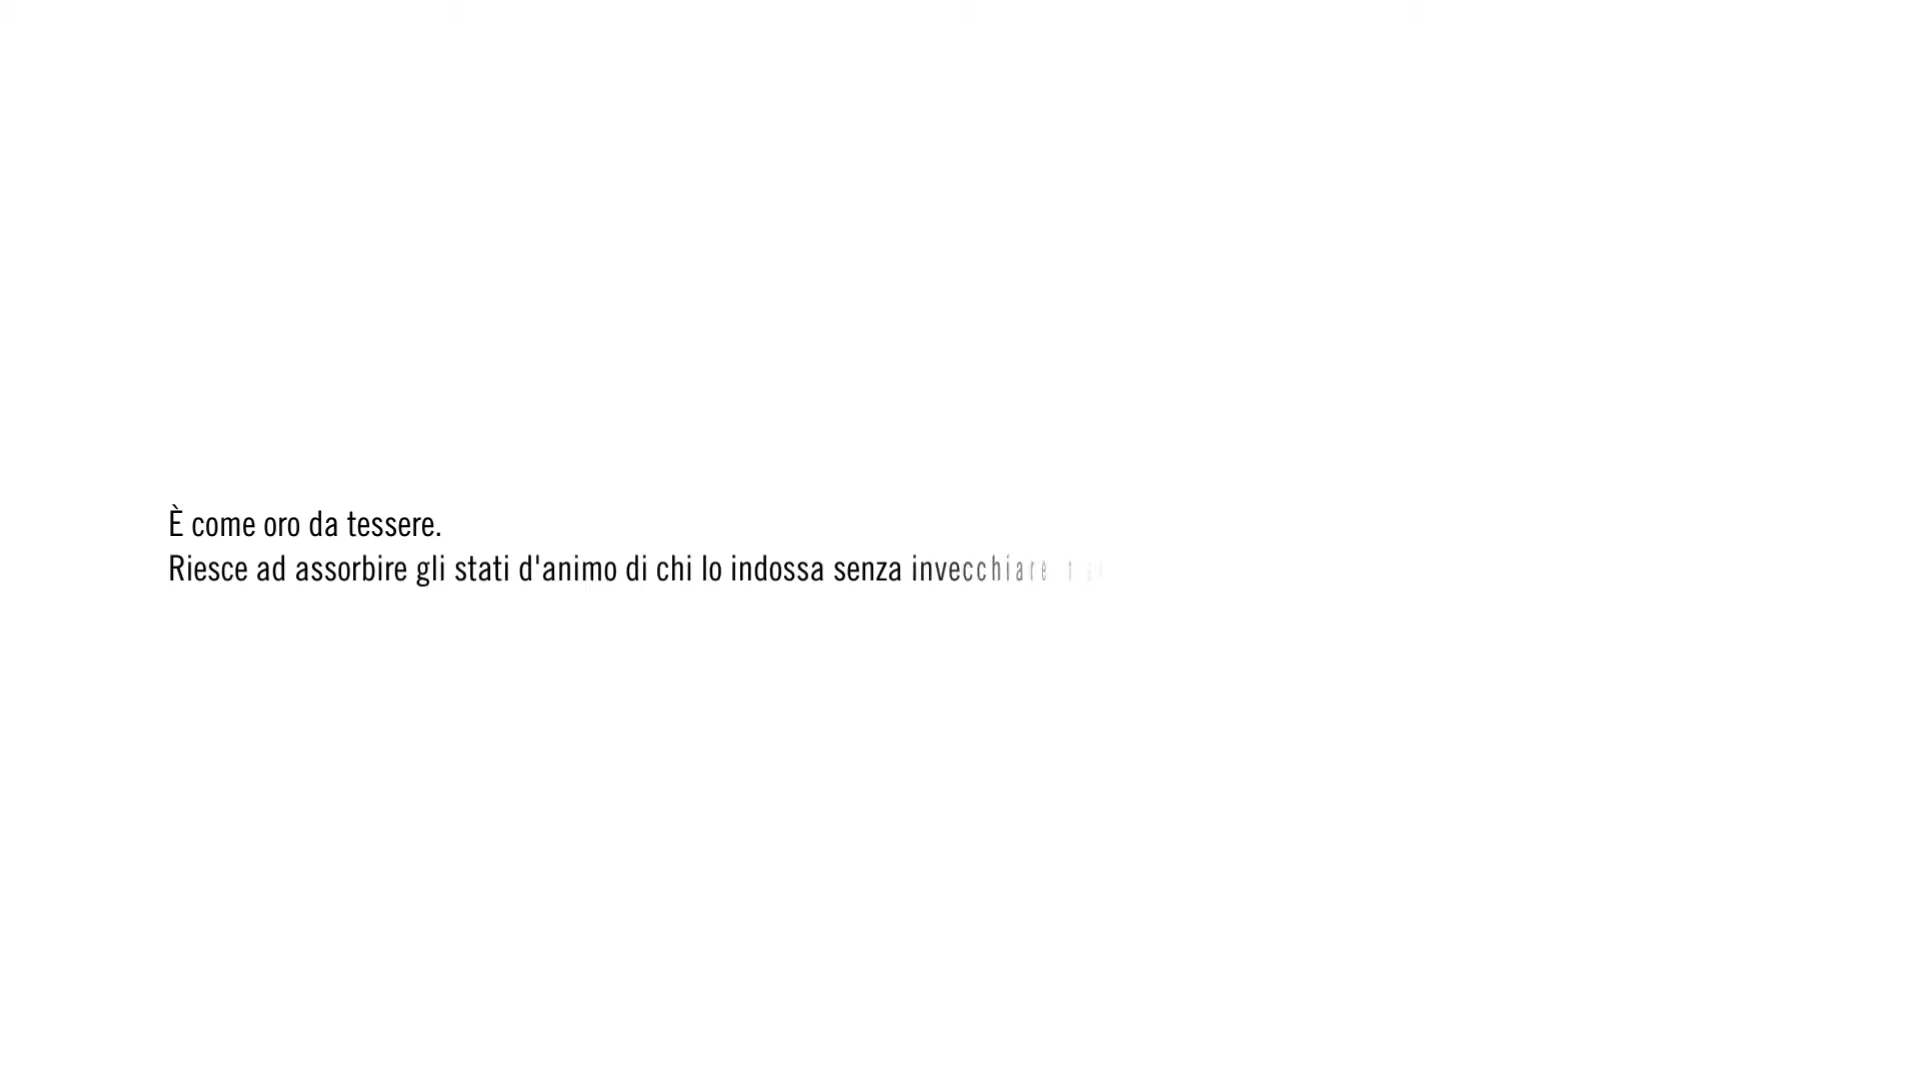 È come oro da tessere.
Riesce ad assorbire gli stati d'animo di chi lo indossa senza invecchiare